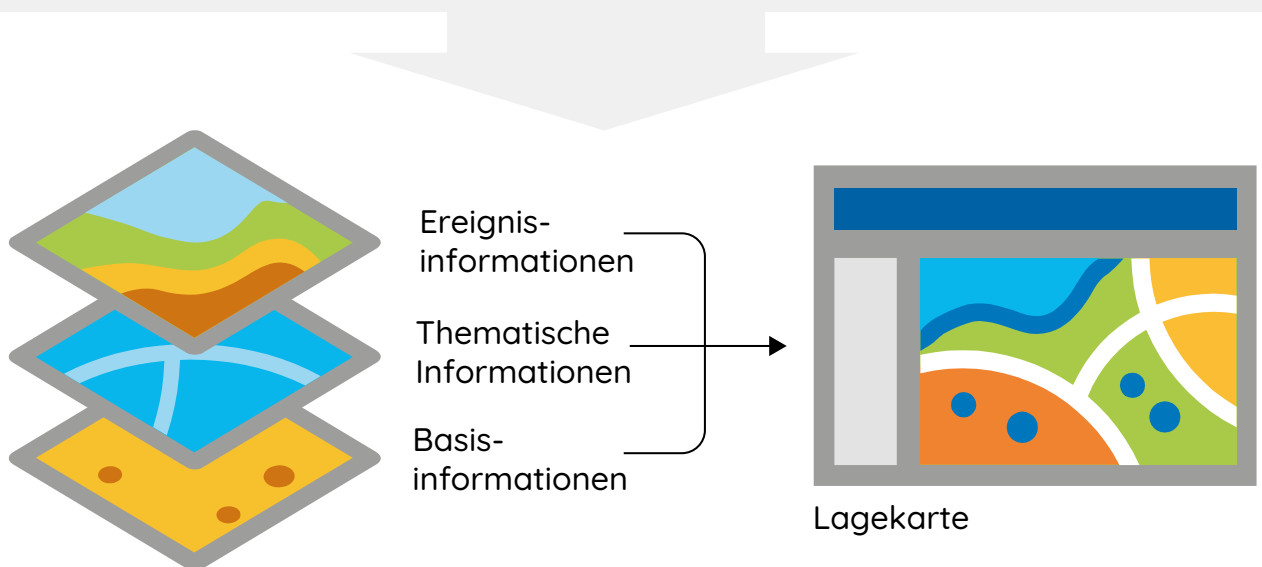 Ereignis-
informationen
Thematische
Informationen
Basis-
informationen
Lagekarte